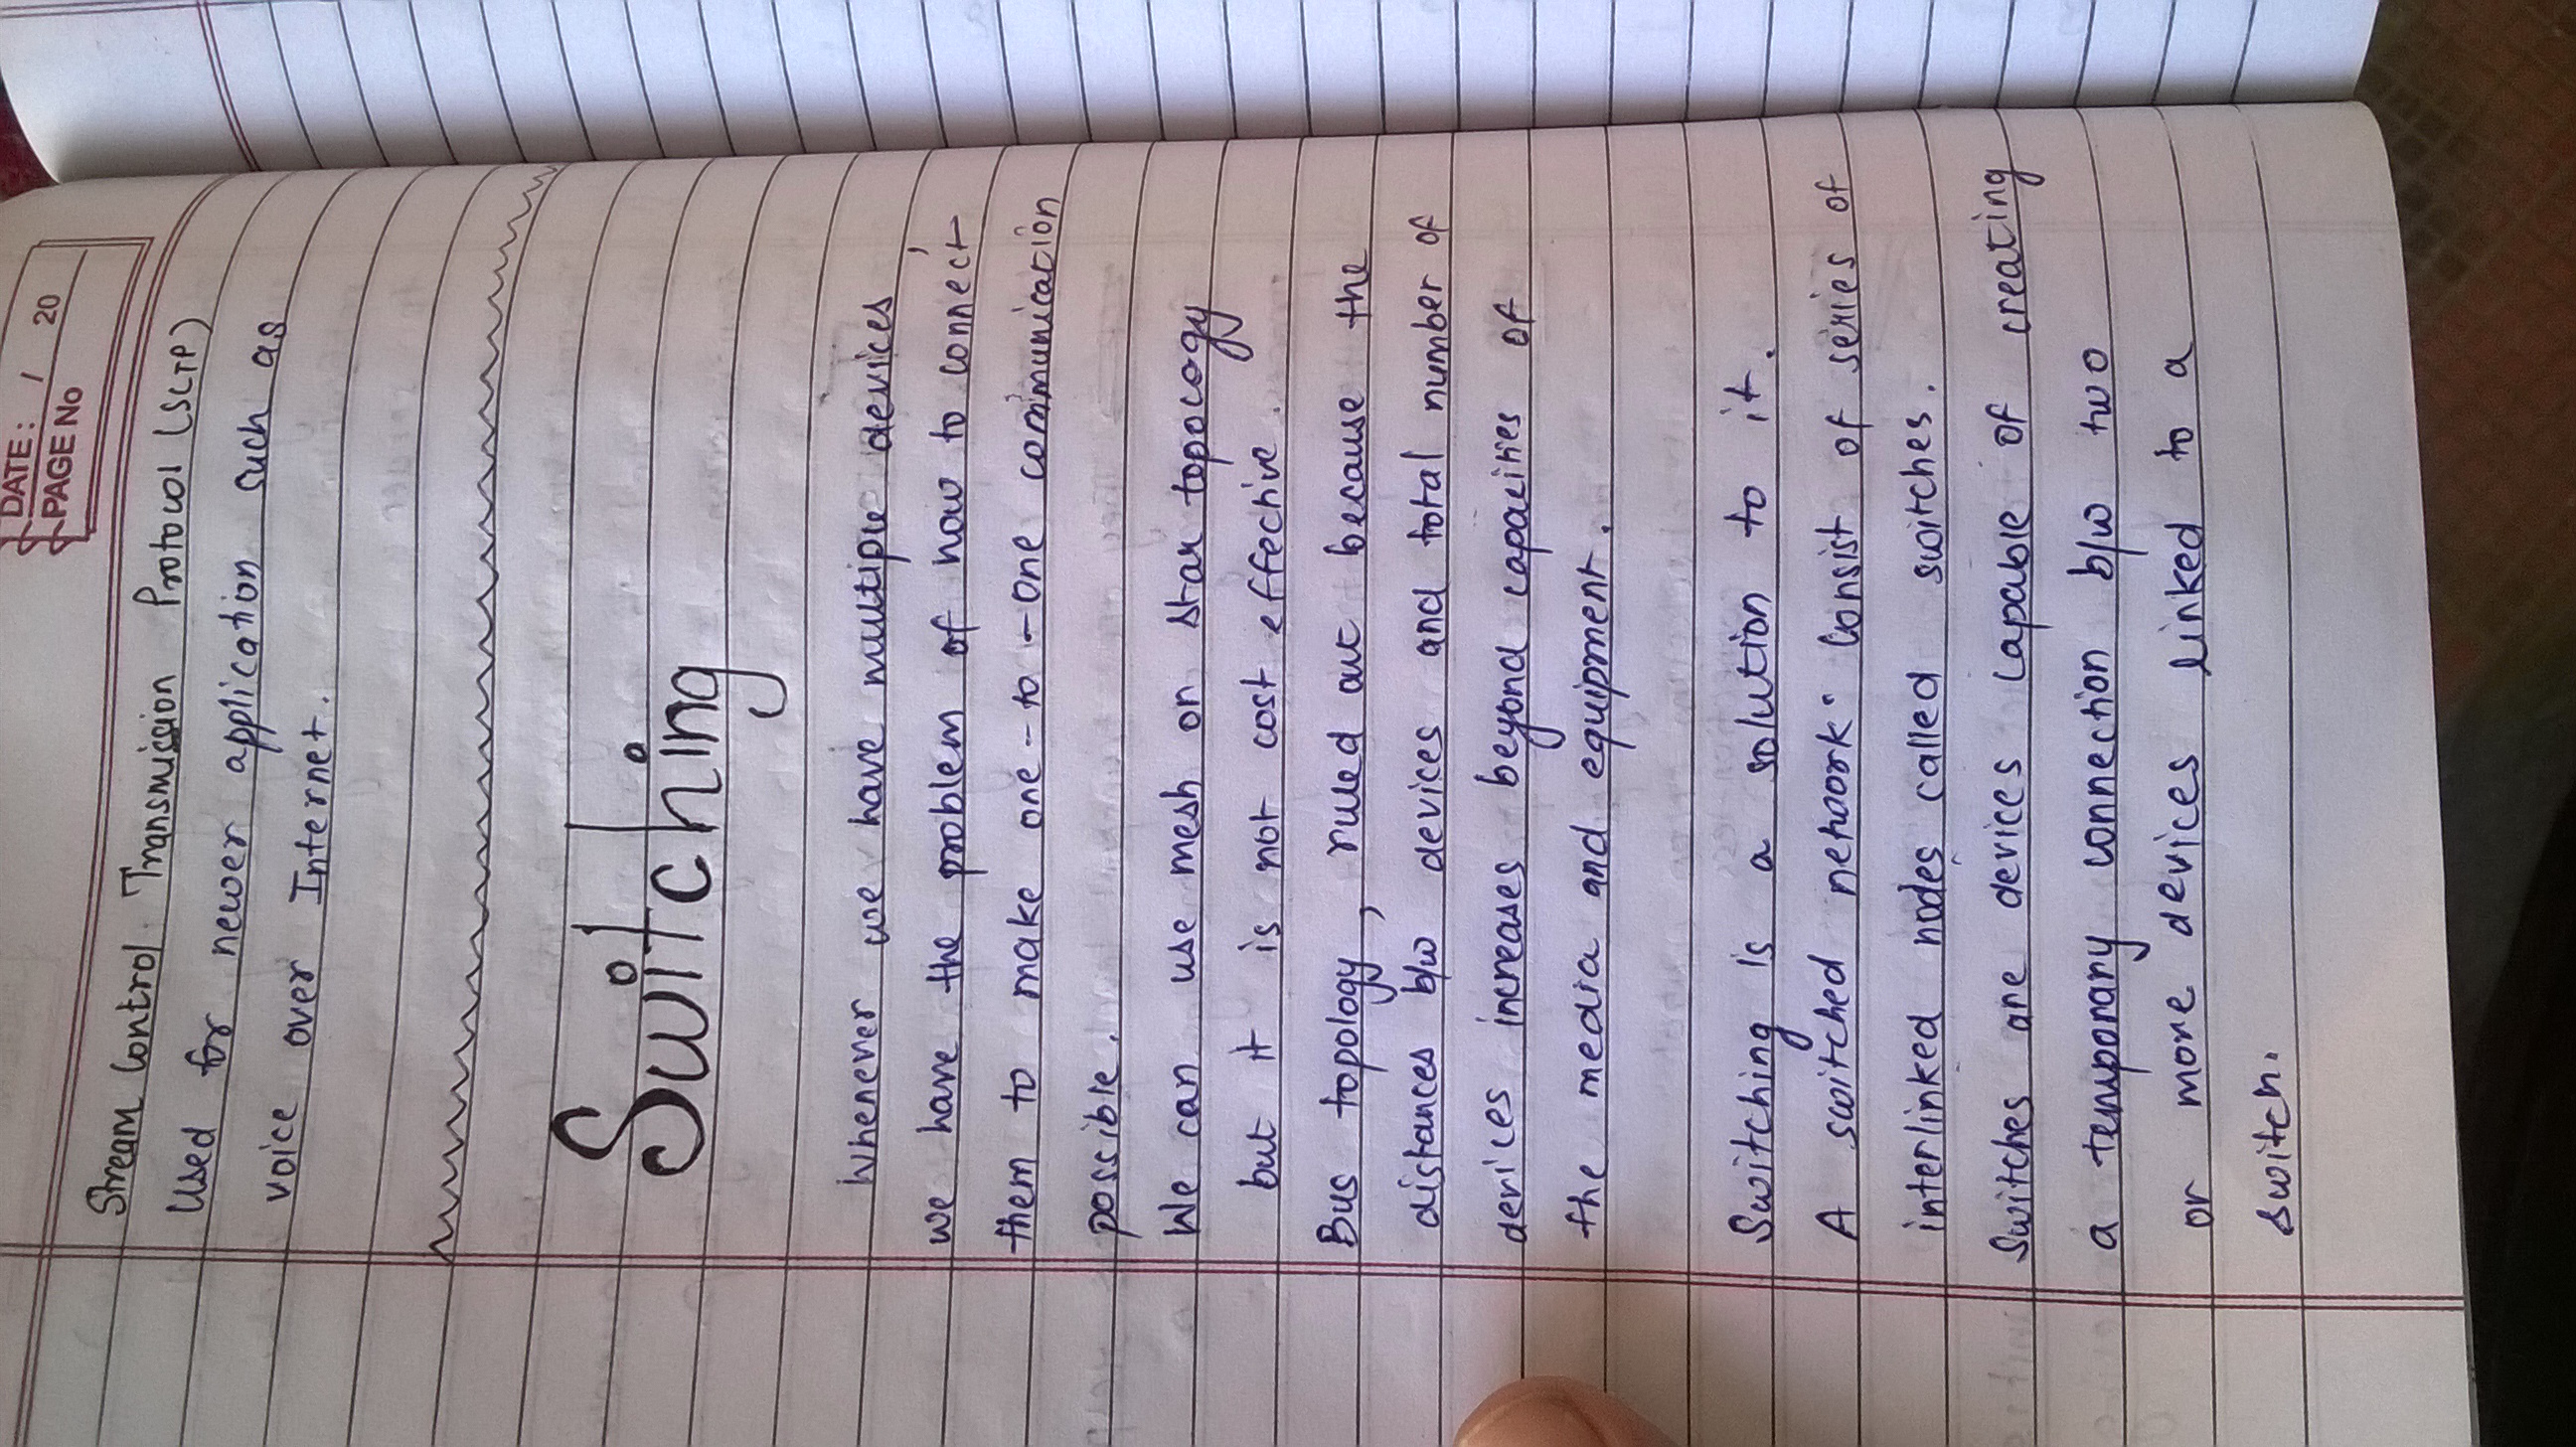 DATE: / 20
PAGE No
Stream Control Transmission Protocol (SCTP)
Used for newer application such as
voice over Internet.
Switching
Whenever we have multiple devices,
we have the problem of how to connect
them to make one-to-one communication
possible.
We can use mesh or star topology
but it is not cost effective.
Bus topology, ruled out because the
distances b/w devices and total number of
devices increases beyond capacities of
the media and equipment.
Switching is a solution to it.
A switched network consist of series of
interlinked nodes called switches.
Switches are devices capable of creating
a temporary connection b/w two
or more devices linked to a
switch.